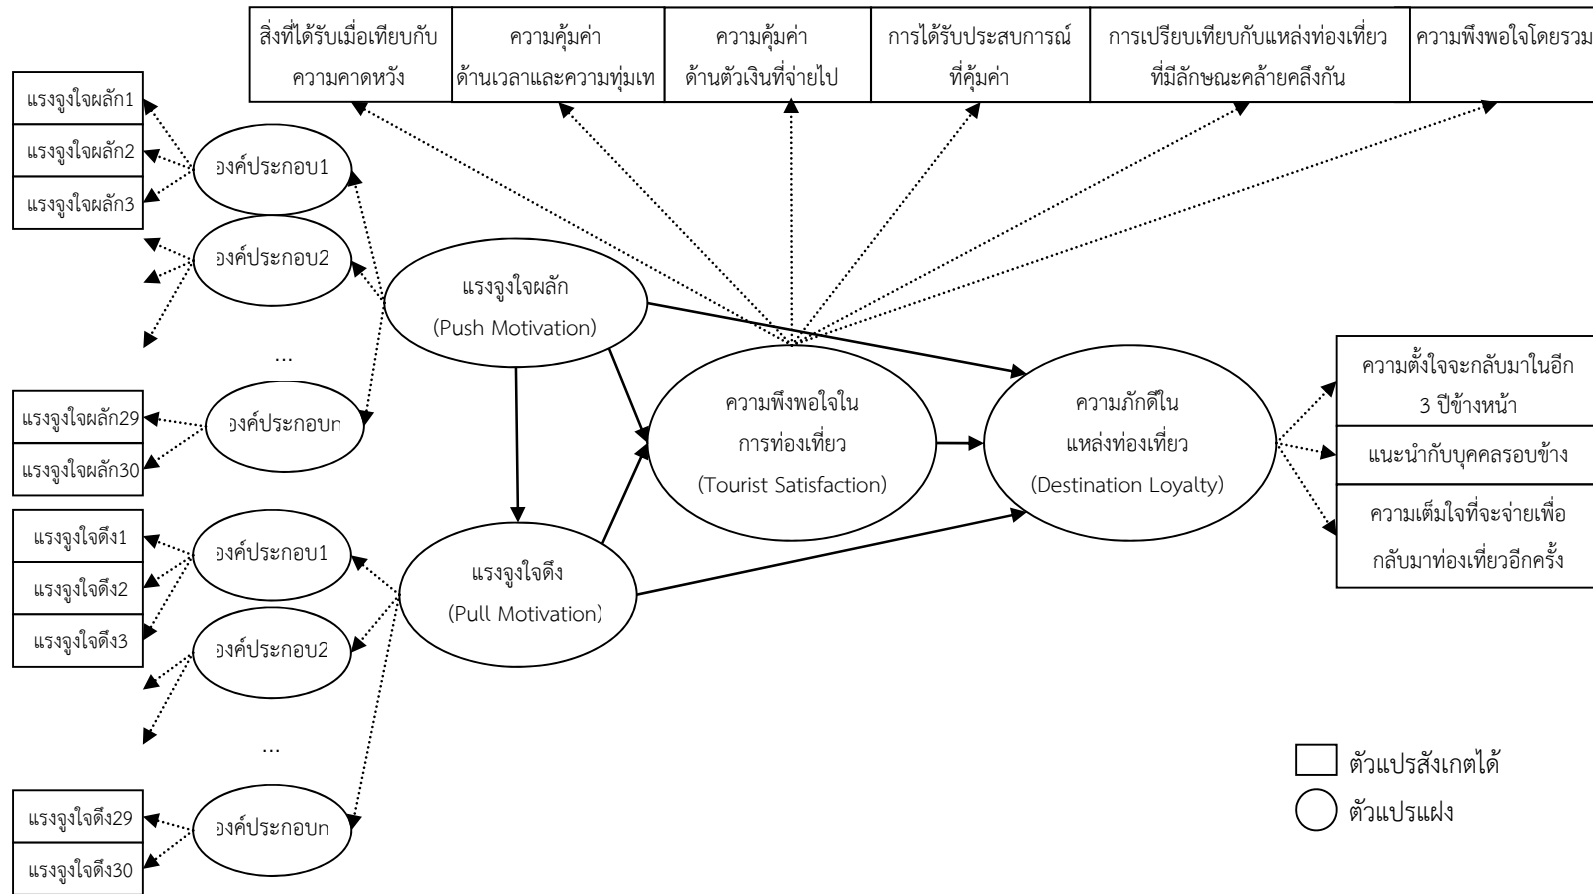 สิ่งที่ได้รับเมื่อเทียบกับ
ความคาดหวัง
ความคุ้มค่า
ด้านเวลาและความทุ่มเท
ความคุ้มค่า
ด้านตัวเงินที่จ่ายไป
การได้รับประสบการณ์
ที่คุ้มค่า
การเปรียบเทียบกับแหล่งท่องเที่ยว
ที่มีลักษณะคล้ายคลึงกัน
ความพึงพอใจโดยรวม
แรงจูงใจผลัก1
แรงจูงใจผลัก2
แรงจูงใจผลัก3
องค์ประกอบ1
องค์ประกอบ2
...
แรงจูงใจผลัก29
แรงจูงใจผลัก30
องค์ประกอบn
แรงจูงใจผลัก
(Push Motivation)
ความพึงพอใจใน
การท่องเที่ยว
(Tourist Satisfaction)
ความภักดีใน
แหล่งท่องเที่ยว
(Destination Loyalty)
ความตั้งใจจะกลับมาในอีก
3 ปีข้างหน้า
แนะนำกับบุคคลรอบข้าง
ความเต็มใจที่จะจ่ายเพื่อ
กลับมาท่องเที่ยวอีกครั้ง
แรงจูงใจดึง1
แรงจูงใจดึง2
แรงจูงใจดึง3
องค์ประกอบ1
องค์ประกอบ2
...
แรงจูงใจดึง
(Pull Motivation)
แรงจูงใจดึง29
แรงจูงใจดึง30
องค์ประกอบn
ตัวแปรสังเกตได้
ตัวแปรแฝง